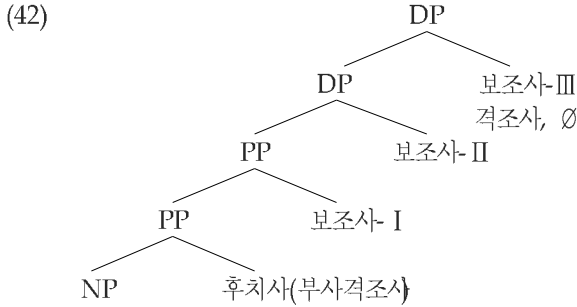 (42) DP
DP 보조사-Ⅲ
격조사, ∅
PP 보조사-Ⅱ
PP 보조사-Ⅰ
NP 후치사(부사격조사)